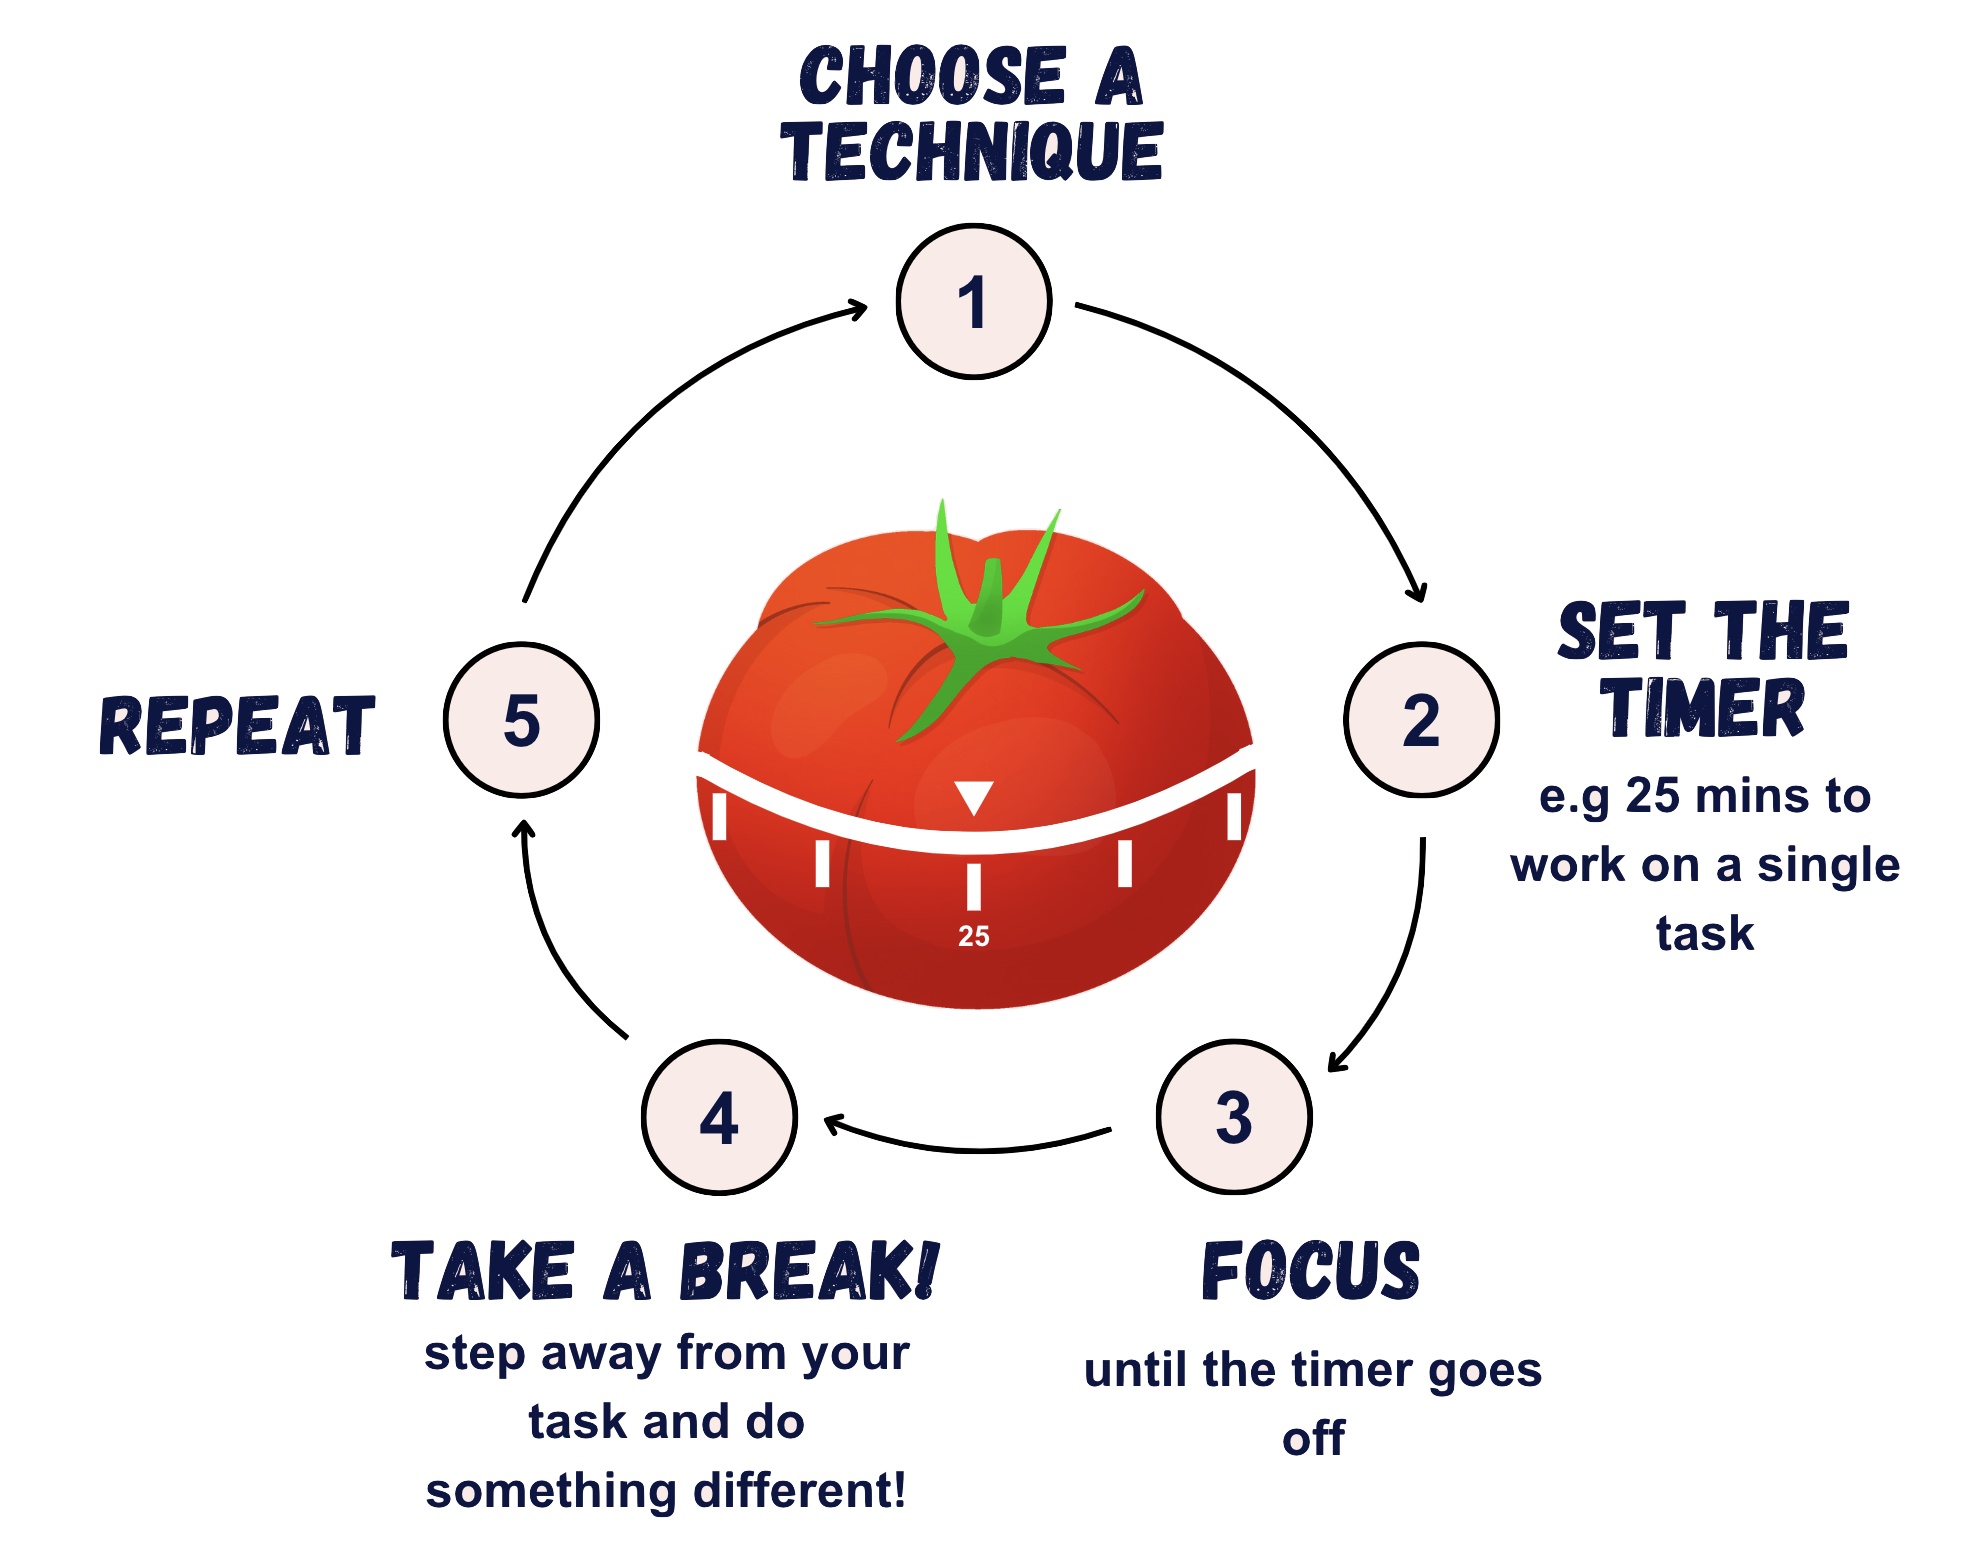 CHOOSE A
TECHNIQUE
1
SET THE
TIMER
e.g 25 mins to
work on a single
task
2
REPEAT
5
25
4
3
TAKE A BREAK!
step away from your
task and do
something different!
FOCUS
until the timer goes
off